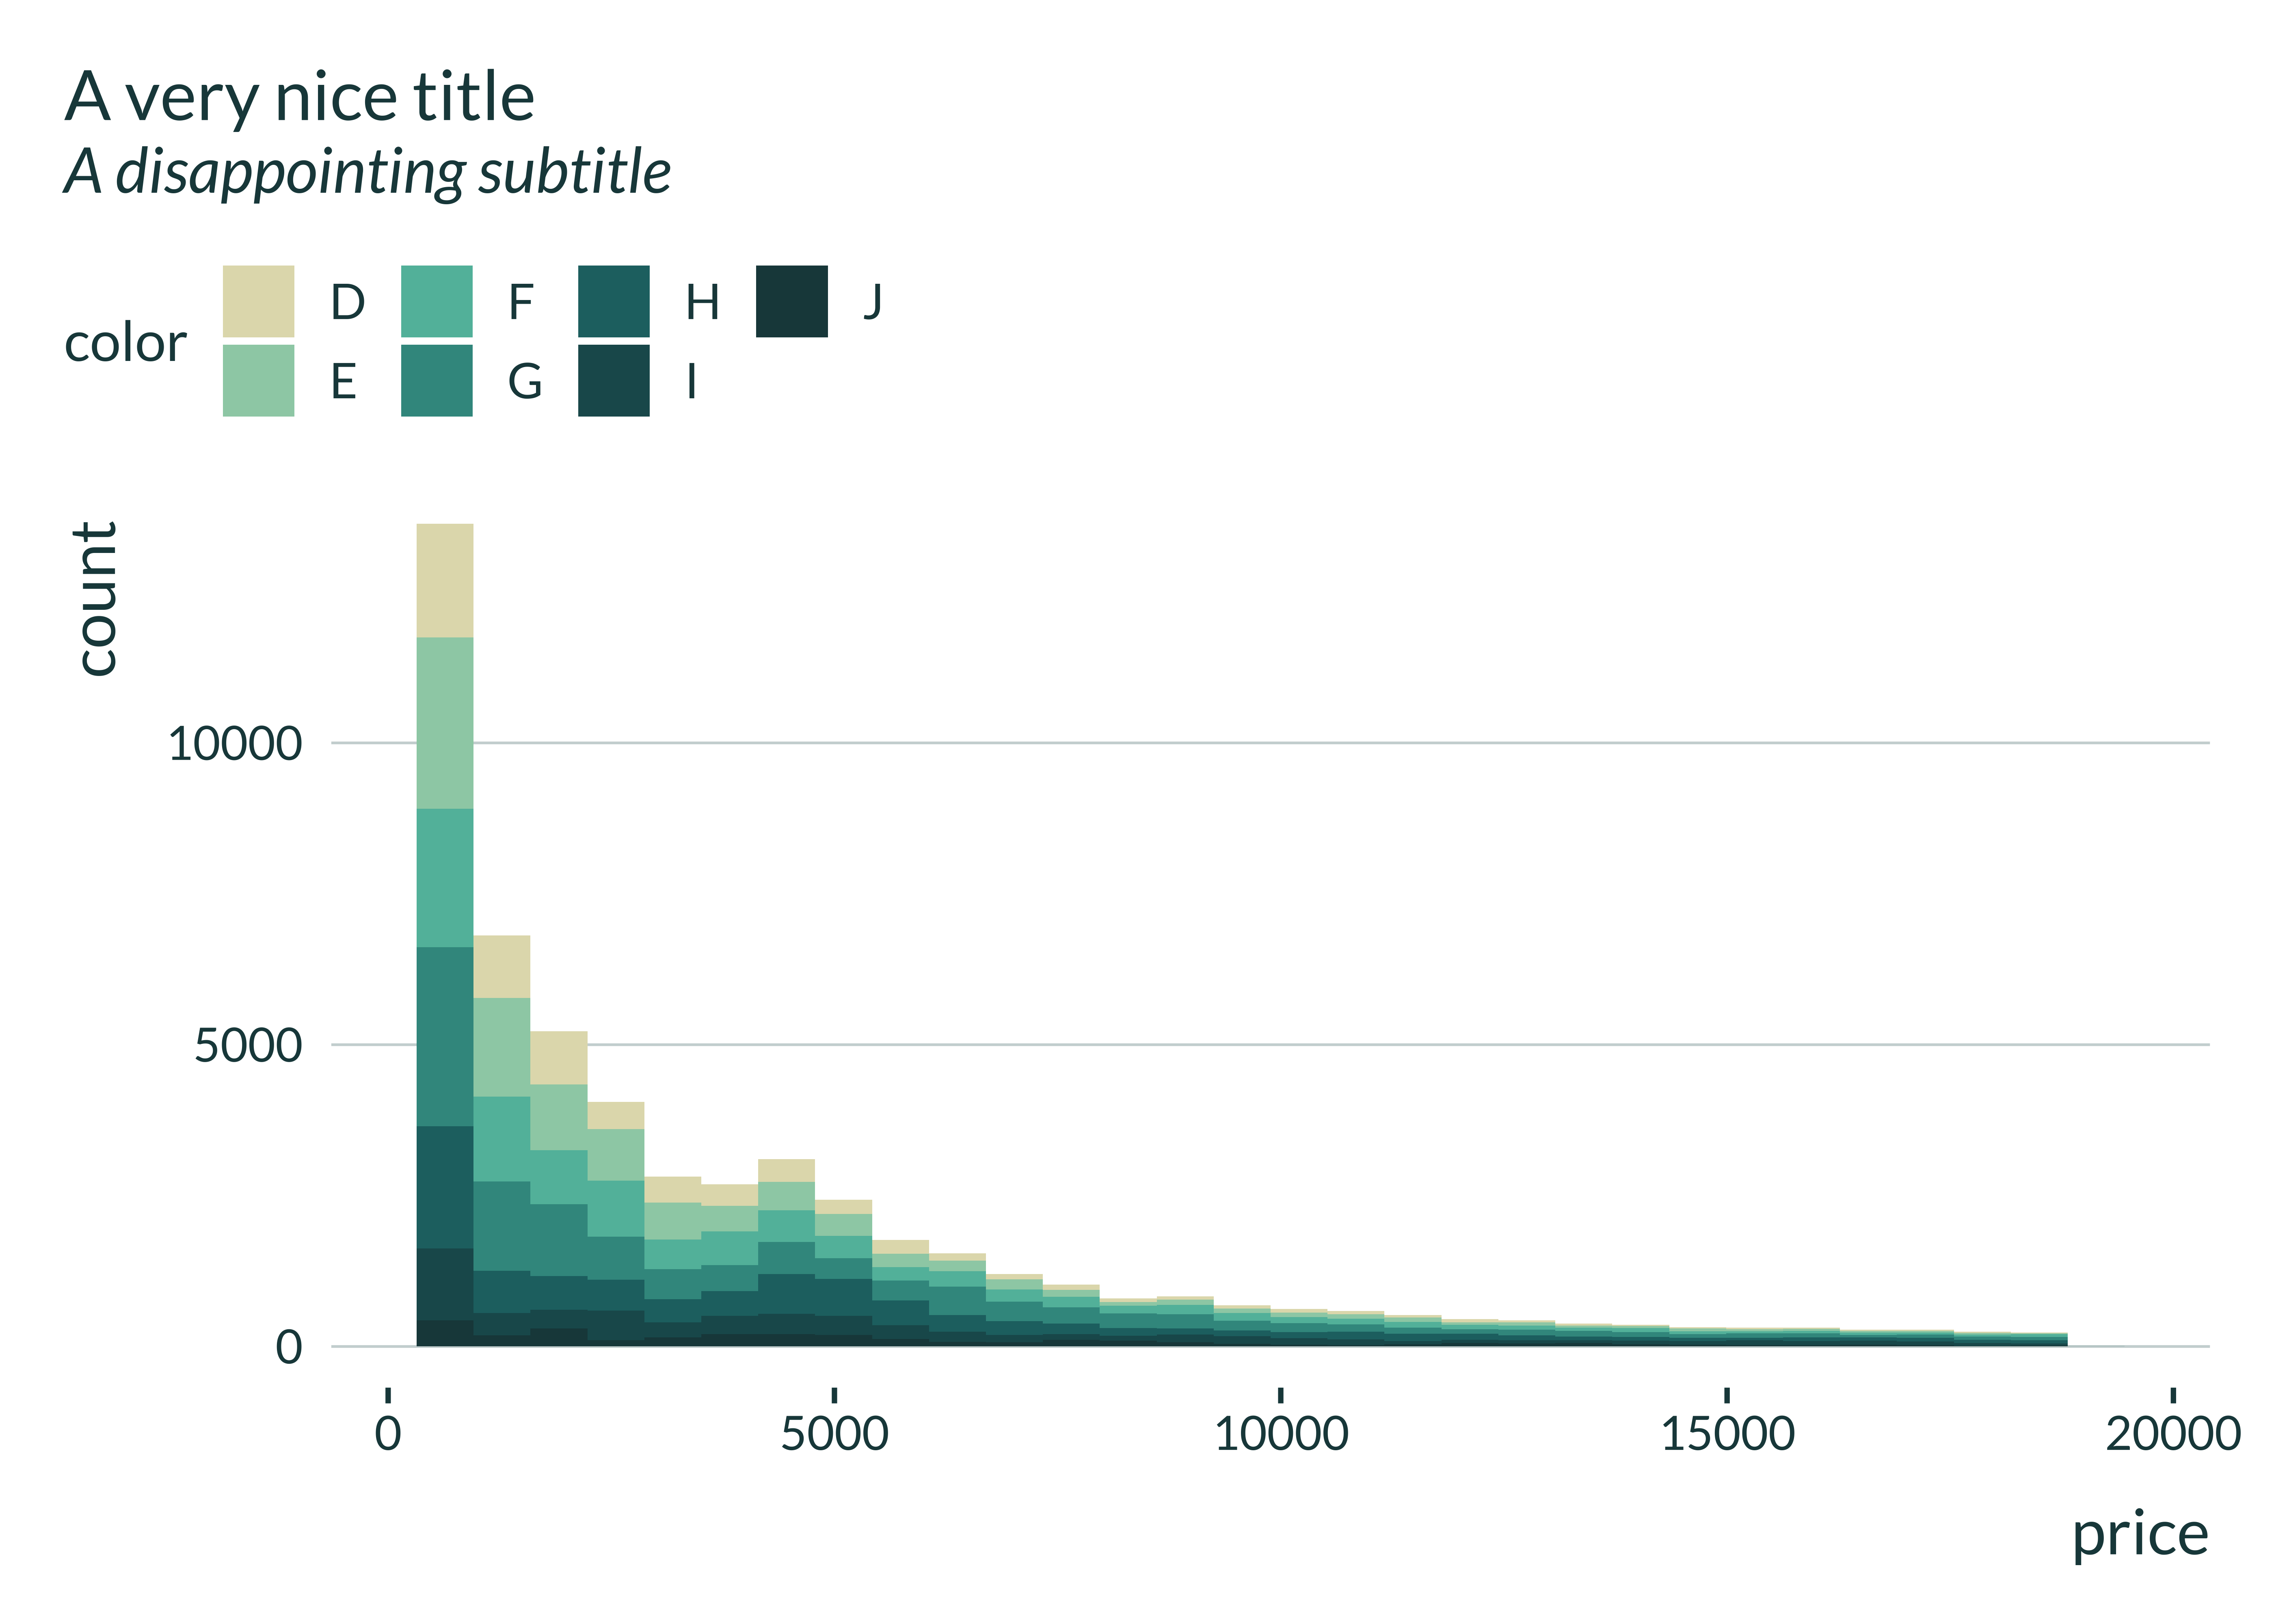 A very nice title
A disappointing subtitle
color
D F H J
E G I
count
10000
5000
0
0 5000 10000 15000 20000
price